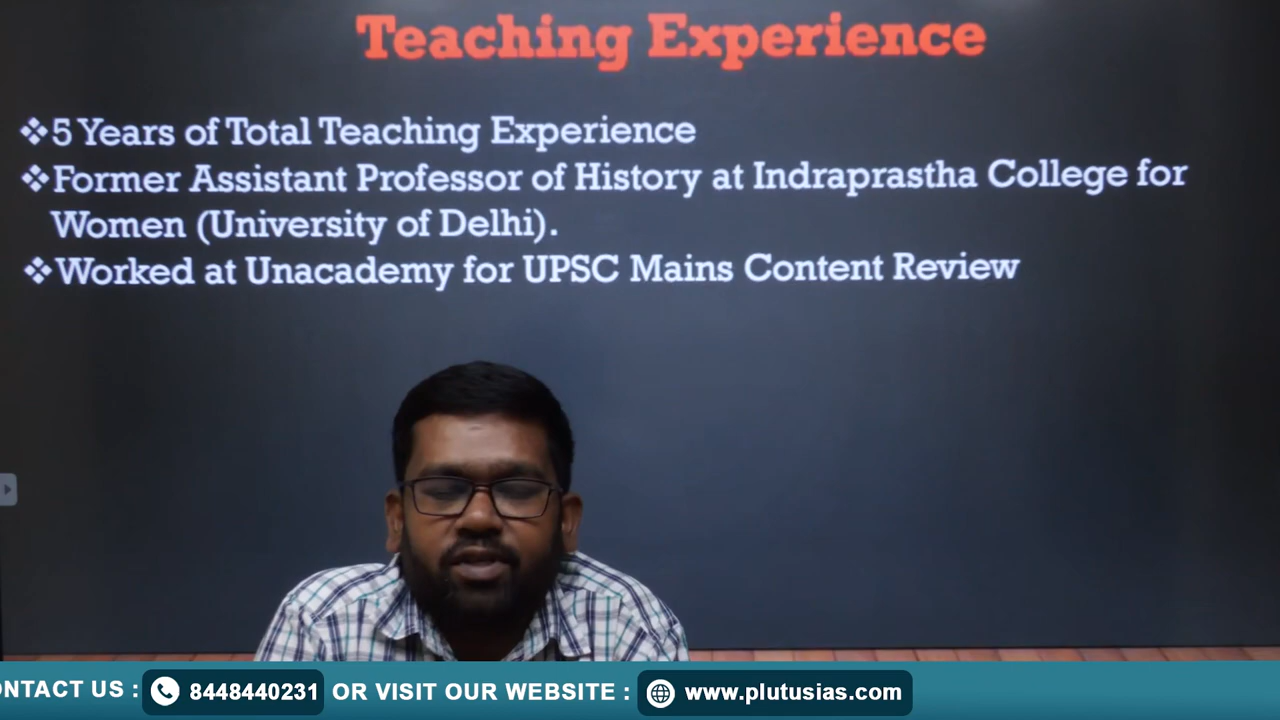 Teaching Experience
❖5 Years of Total Teaching Experience
❖Former Assistant Professor of History at Indraprastha College for
Women (University of Delhi).
❖Worked at Unacademy for UPSC Mains Content Review
ONTACT US : 8448440231 OR VISIT OUR WEBSITE : www.plutusias.com